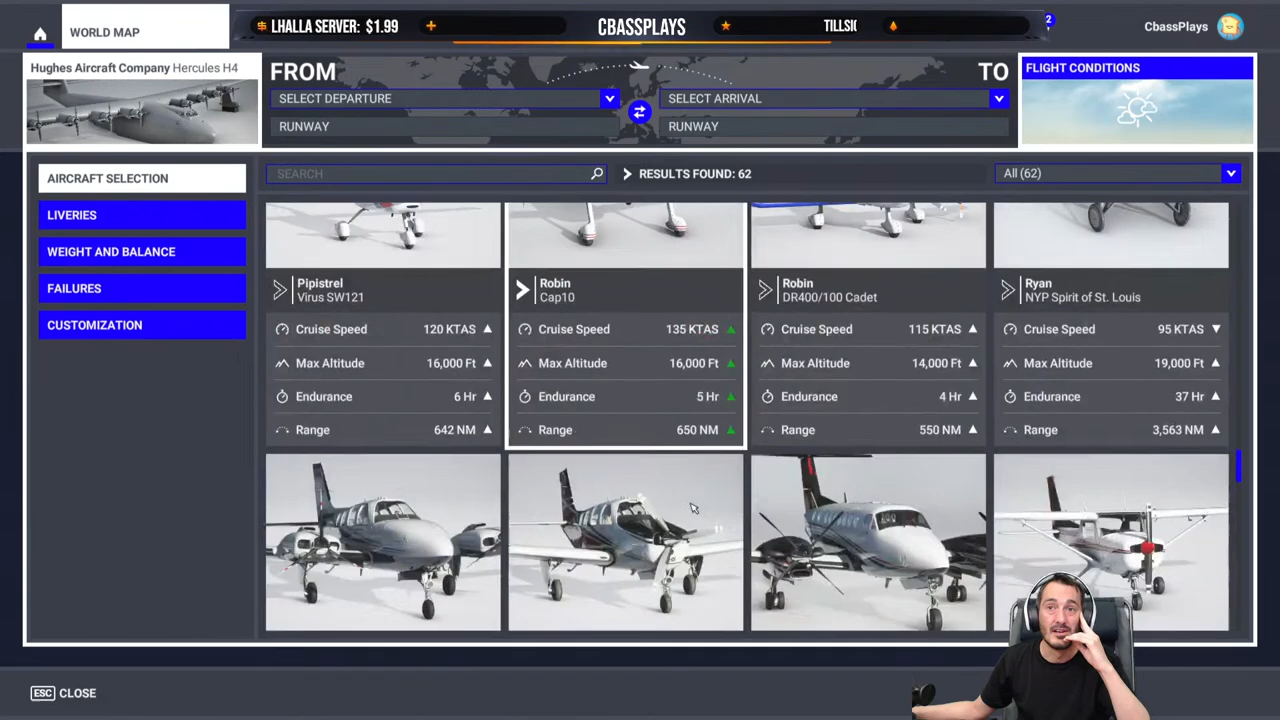 WORLD MAP
LHALLA SERVER: $1.99
CBASSPLAYS
TILLSI
2
CbassPlays
Hughes Aircraft Company Hercules H4
FROM
TO
SELECT DEPARTURE
SELECT ARRIVAL
RUNWAY
RUNWAY
FLIGHT CONDITIONS
AIRCRAFT SELECTION
LIVERIES
WEIGHT AND BALANCE
FAILURES
CUSTOMIZATION
SEARCH
RESULTS FOUND: 62
All (62)
Pipistrel
Virus SW121
Cruise Speed 120 KTAS
Max Altitude 16,000 Ft
Endurance 6 Hr
Range 642 NM
Robin
Cap10
Cruise Speed 135 KTAS
Max Altitude 16,000 Ft
Endurance 5 Hr
Range 650 NM
Robin
DR400/100 Cadet
Cruise Speed 115 KTAS
Max Altitude 14,000 Ft
Endurance 4 Hr
Range 550 NM
Ryan
NYP Spirit of St. Louis
Cruise Speed 95 KTAS
Max Altitude 19,000 Ft
Endurance 37 Hr
Range 3,563 NM
ESC CLOSE